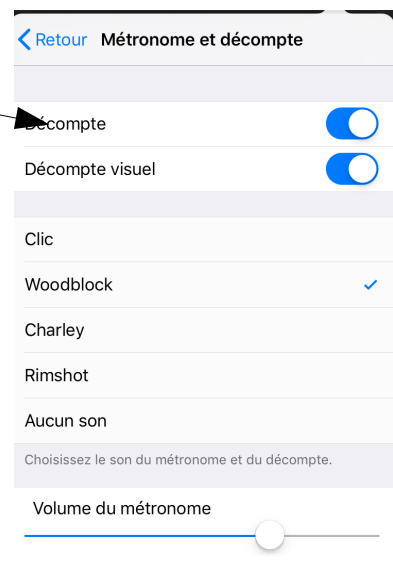 Retour Métronome et décompte
Décompte
Décompte visuel
Clic
Woodblock
Charley
Rimshot
Aucun son
Choisissez le son du métronome et du décompte.
Volume du métronome